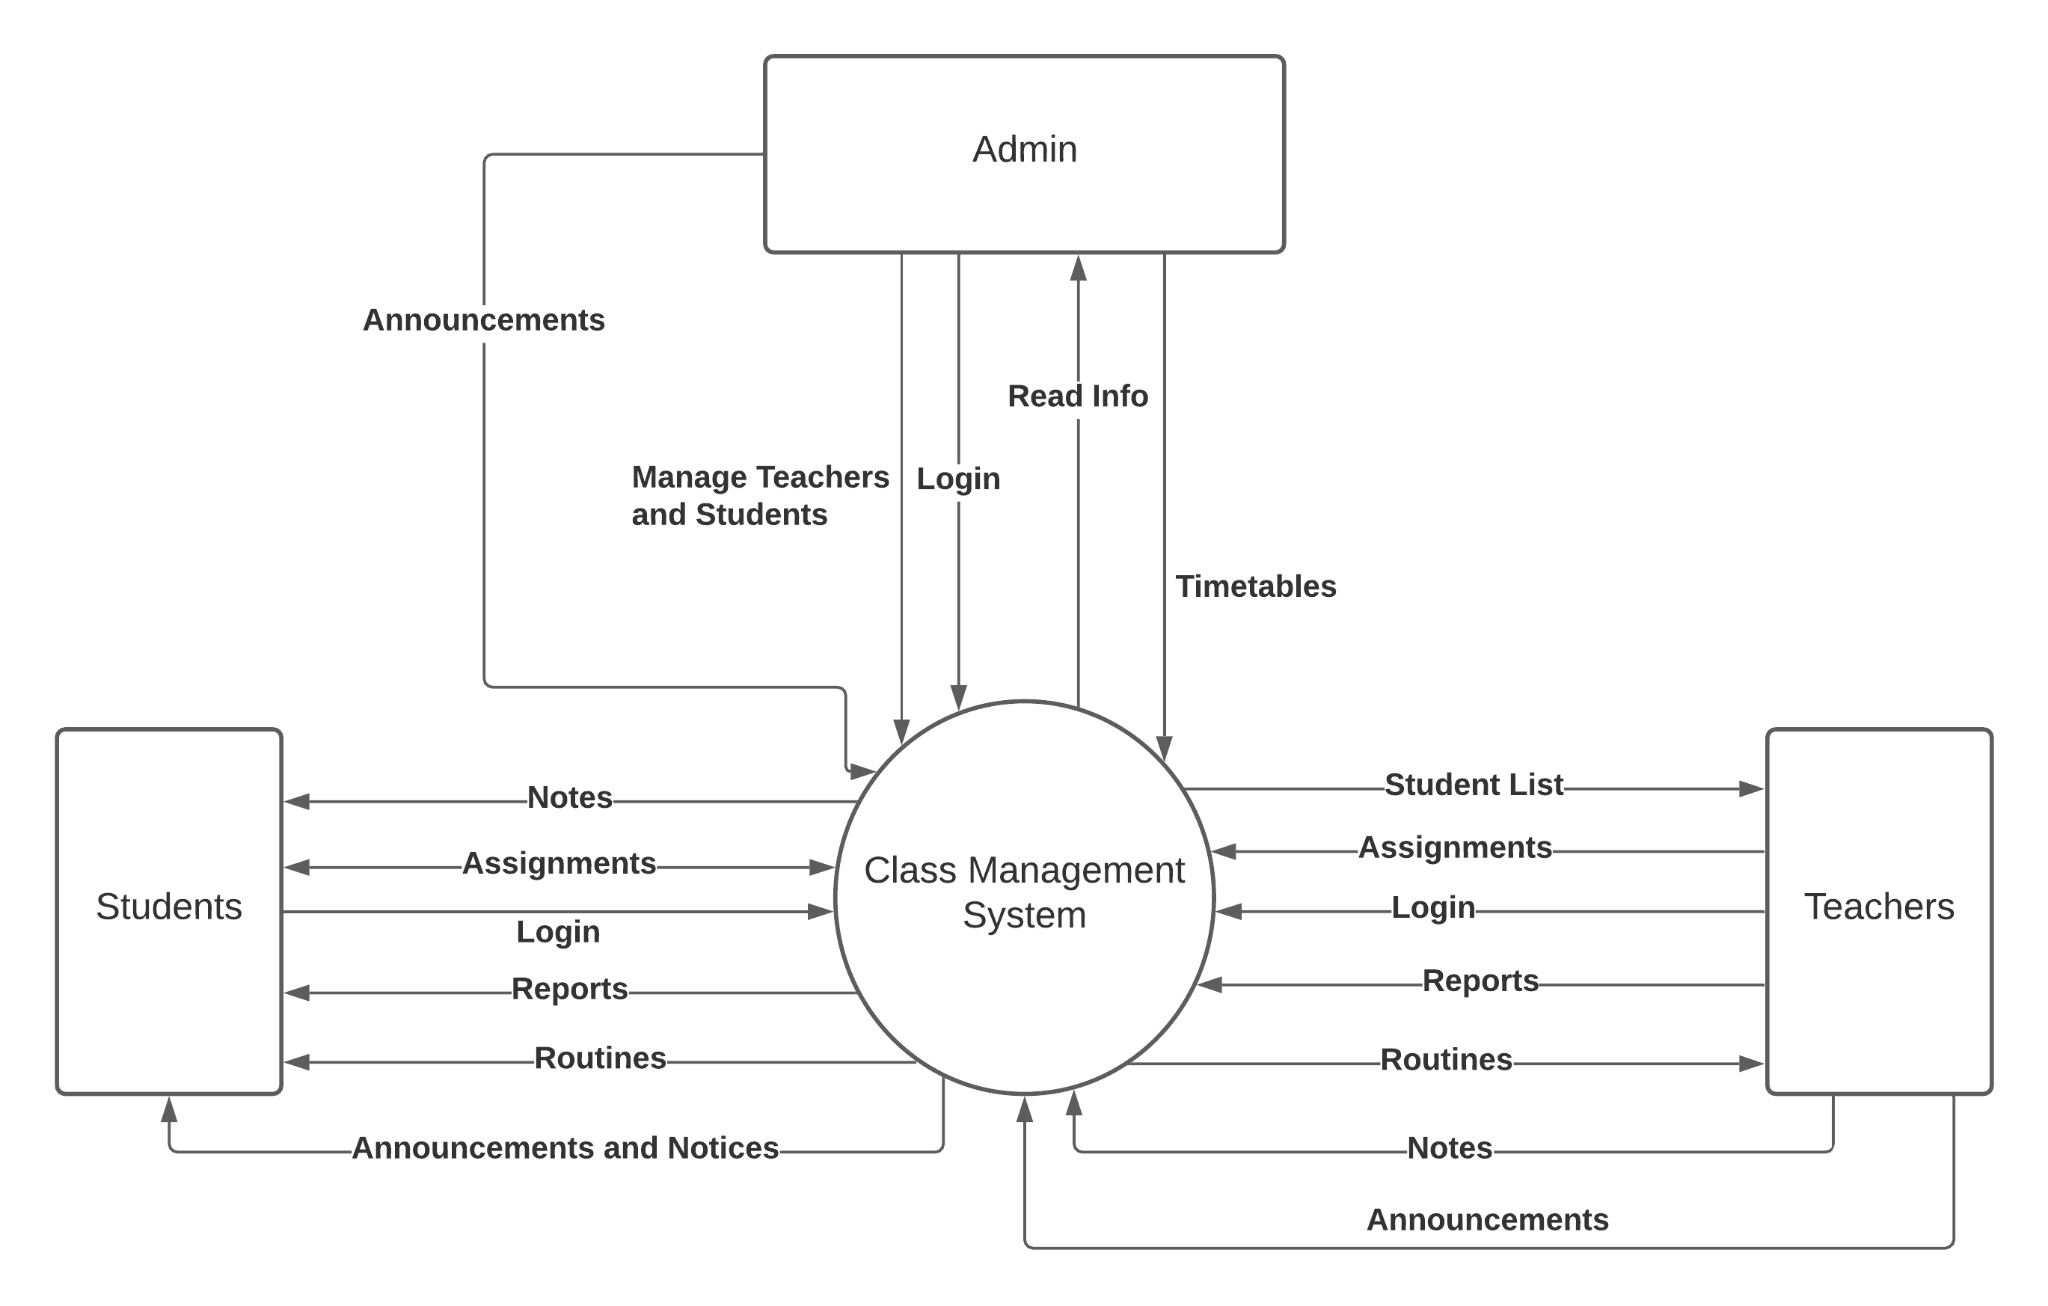 Admin
Announcements
Read Info
Manage Teachers
and Students
Login
Timetables
Notes
Student List
Assignments
Assignments
Class Management
System
Students
Teachers
Login
Login
Reports
Reports
Routines
Routines
Announcements and Notices
Notes
Announcements